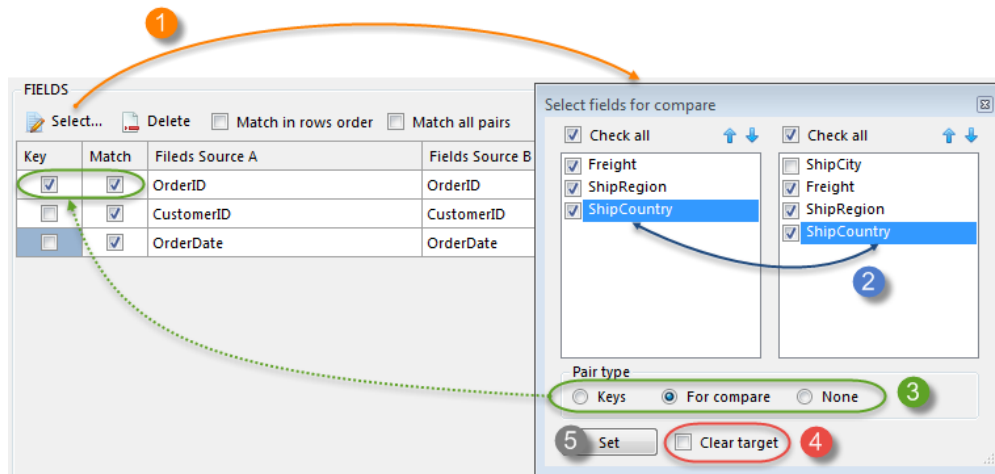 1
FIELDS
Select... Delete Match in rows order Match all pairs
Key Match Fileds Source A Fields Source B
OrderID OrderID
CustomerID CustomerID
OrderDate OrderDate
Select fields for compare
Check all Check all
Freight ShipCity
ShipRegion Freight
ShipCountry ShipRegion
ShipCountry
2
Pair type
Keys For compare None 3
5 Set Clear target 4